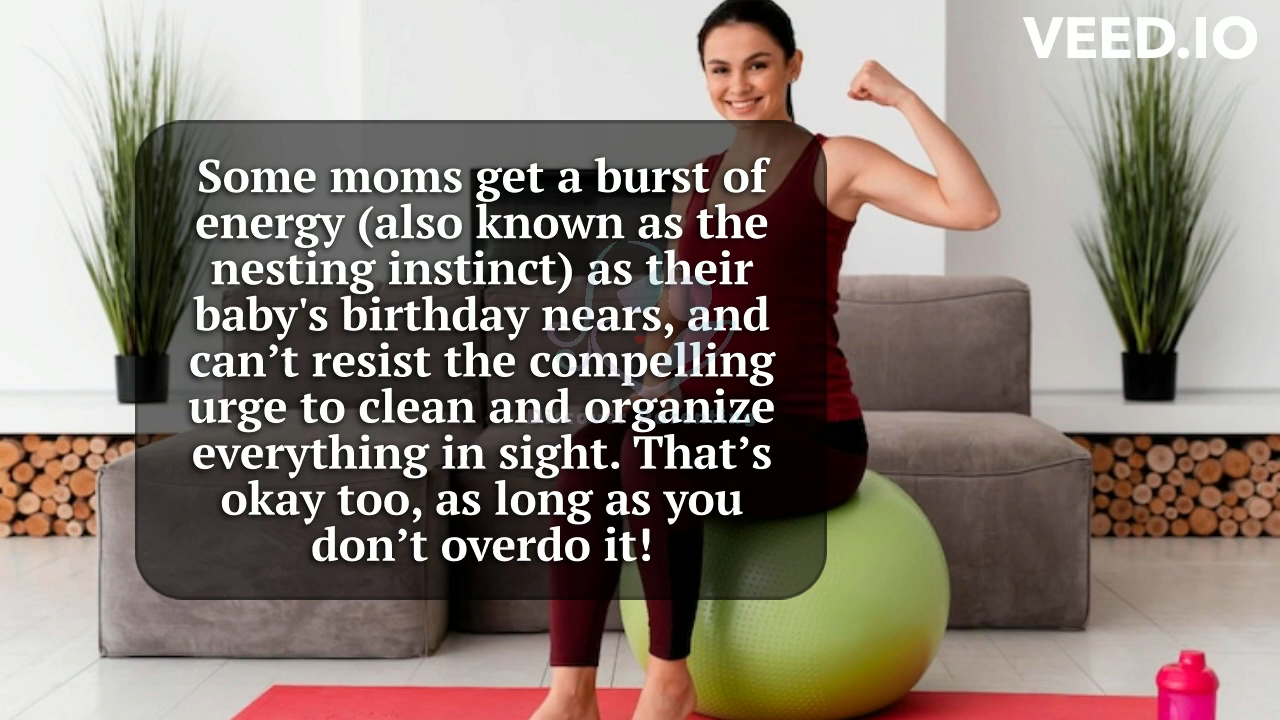 VEED.IO
Some moms get a burst of
energy (also known as the
nesting instinct) as their
baby's birthday nears, and
can’t resist the compelling
urge to clean and organize
everything in sight. That’s
okay too, as long as you
don’t overdo it!